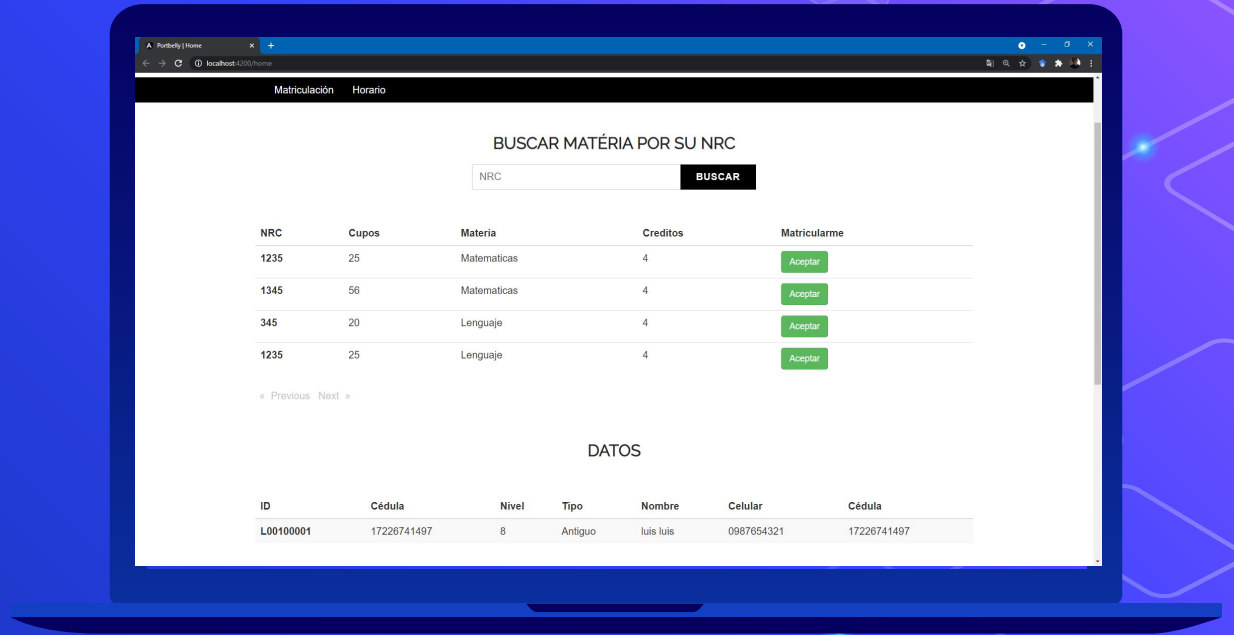 Portbelly | Home
localhost:4200/home
Matriculación Horario
BUSCAR MATÉRIA POR SU NRC
NRC BUSCAR
NRC Cupos Materia Creditos Matricularme
1235 25 Matematicas 4 Aceptar
1345 56 Matematicas 4 Aceptar
345 20 Lenguaje 4 Aceptar
1235 25 Lenguaje 4 Aceptar
« Previous Next »
DATOS
ID Cédula Nivel Tipo Nombre Celular Cédula
L00100001 17226741497 8 Antiguo luis luis 0987654321 17226741497